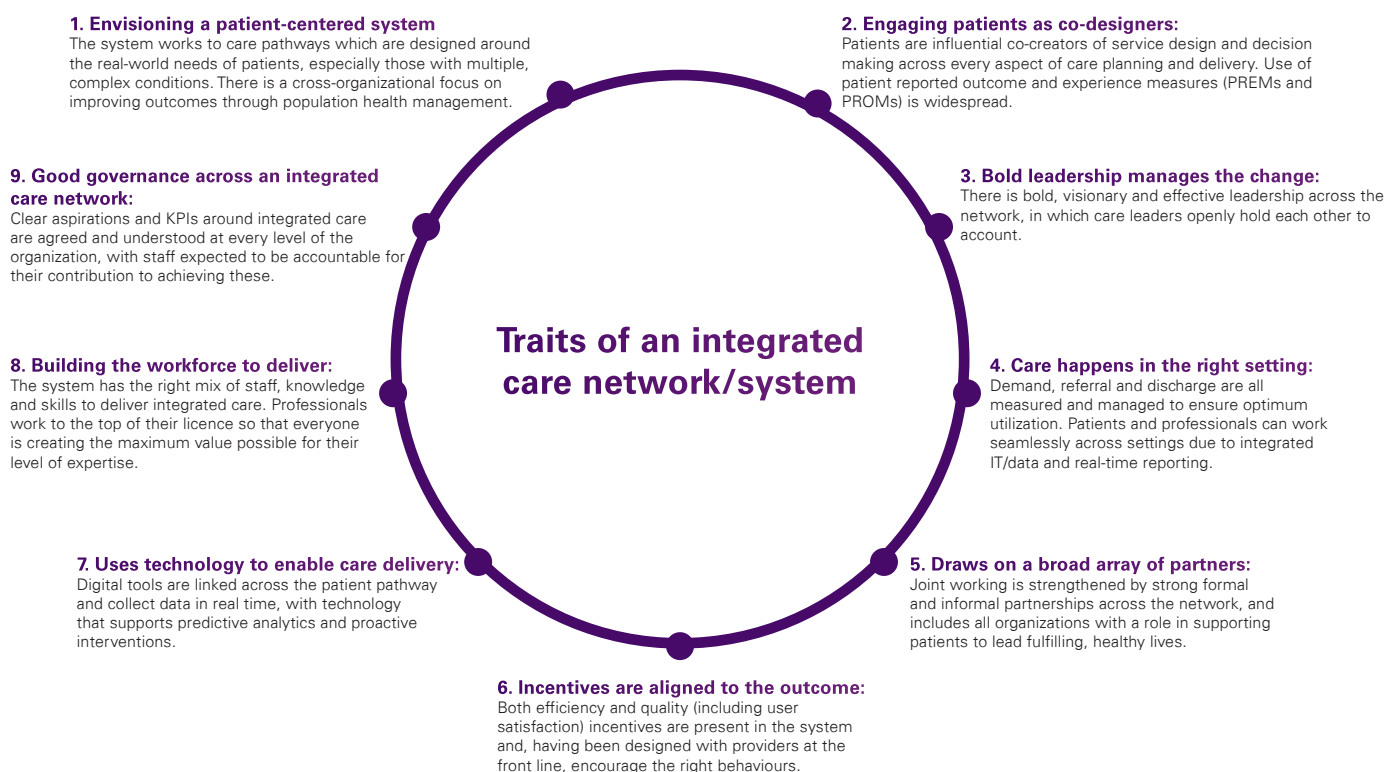 1. Envisioning a patient-centered system
The system works to care pathways which are designed around
the real-world needs of patients, especially those with multiple,
complex conditions. There is a cross-organizational focus on
improving outcomes through population health management.
2. Engaging patients as co-designers:
Patients are influential co-creators of service design and decision
making across every aspect of care planning and delivery. Use of
patient reported outcome and experience measures (PREMs and
PROMs) is widespread.
3. Bold leadership manages the change:
There is bold, visionary and effective leadership across the
network, in which care leaders openly hold each other to
account.
4. Care happens in the right setting:
Demand, referral and discharge are all
measured and managed to ensure optimum
utilization. Patients and professionals can work
seamlessly across settings due to integrated
IT/data and real-time reporting.
5. Draws on a broad array of partners:
Joint working is strengthened by strong formal
and informal partnerships across the network, and
includes all organizations with a role in supporting
patients to lead fulfilling, healthy lives.
6. Incentives are aligned to the outcome:
Both efficiency and quality (including user
satisfaction) incentives are present in the system
and, having been designed with providers at the
front line, encourage the right behaviours.
7. Uses technology to enable care delivery:
Digital tools are linked across the patient pathway
and collect data in real time, with technology
that supports predictive analytics and proactive
interventions.
8. Building the workforce to deliver:
The system has the right mix of staff, knowledge
and skills to deliver integrated care. Professionals
work to the top of their licence so that everyone
is creating the maximum value possible for their
level of expertise.
9. Good governance across an integrated
care network:
Clear aspirations and KPIs around integrated care
are agreed and understood at every level of the
organization, with staff expected to be accountable for
their contribution to achieving these.
Traits of an integrated
care network/system